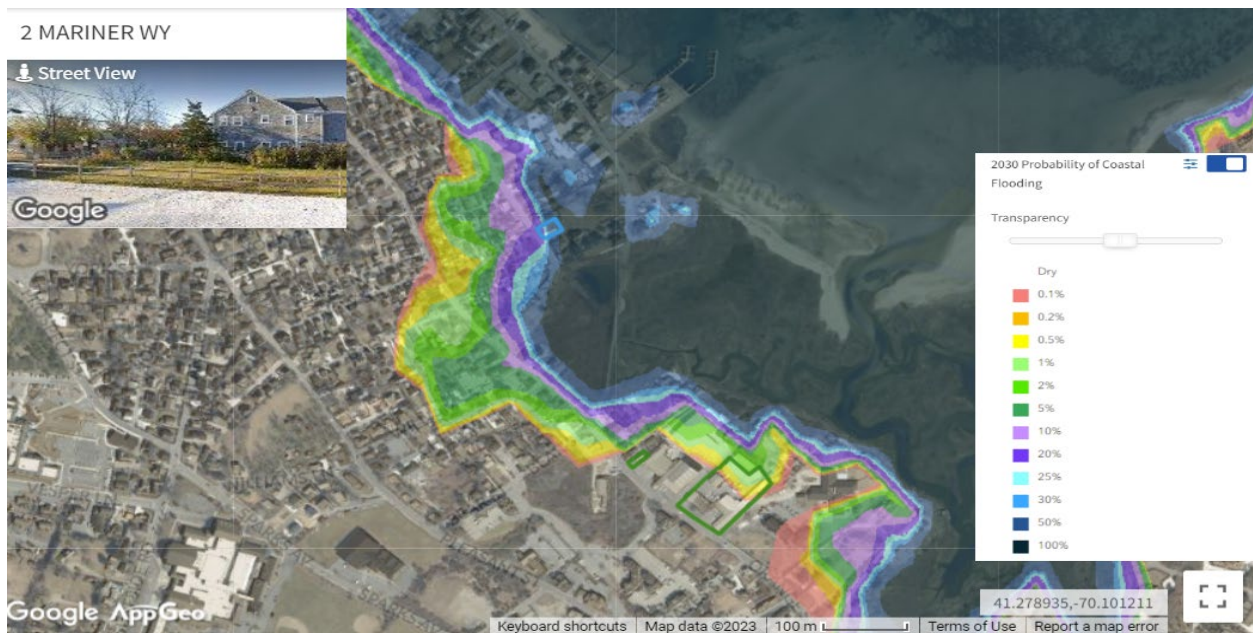 2 MARINER WY
Street View
Google
2030 Probability of Coastal
Flooding
Transparency
Dry
0.1%
0.2%
0.5%
1%
2%
5%
10%
20%
25%
30%
50%
100%
41.278935,-70.101211
Google AppGeo
Keyboard shortcuts
Map data ©2023
100 m
Terms of Use
Report a map error